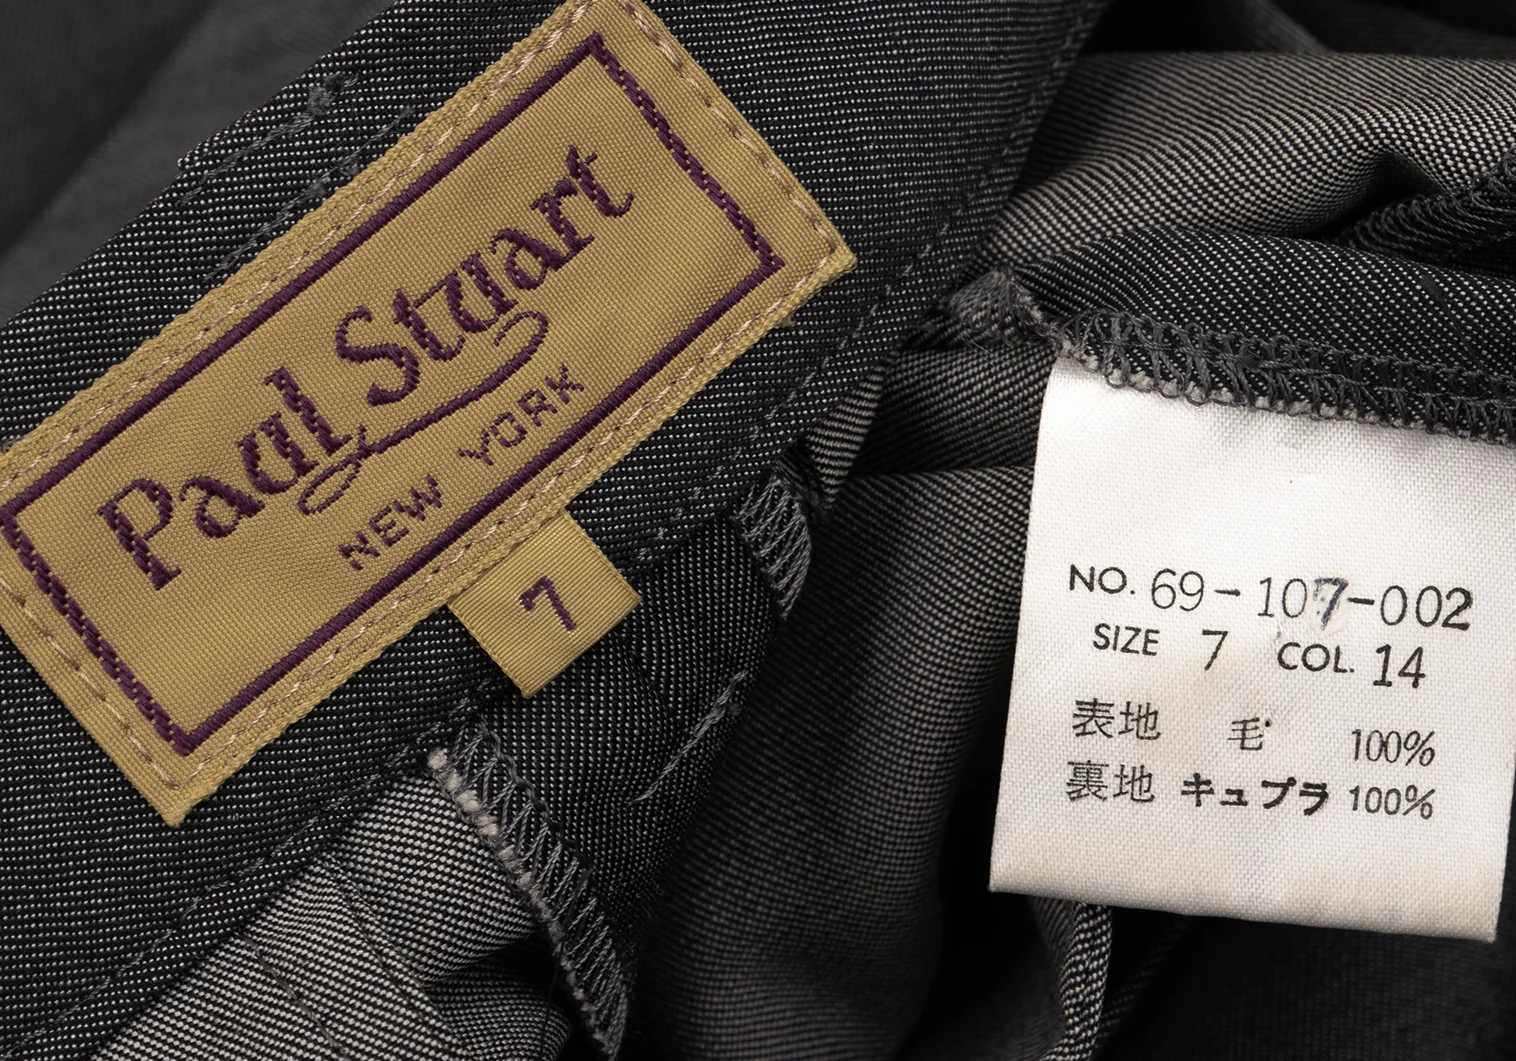 Paul Stuart
NEW YORK
7
NO. 69-107-002
SIZE 7 COL. 14
表地 毛 100%
裏地 キュプラ 100%